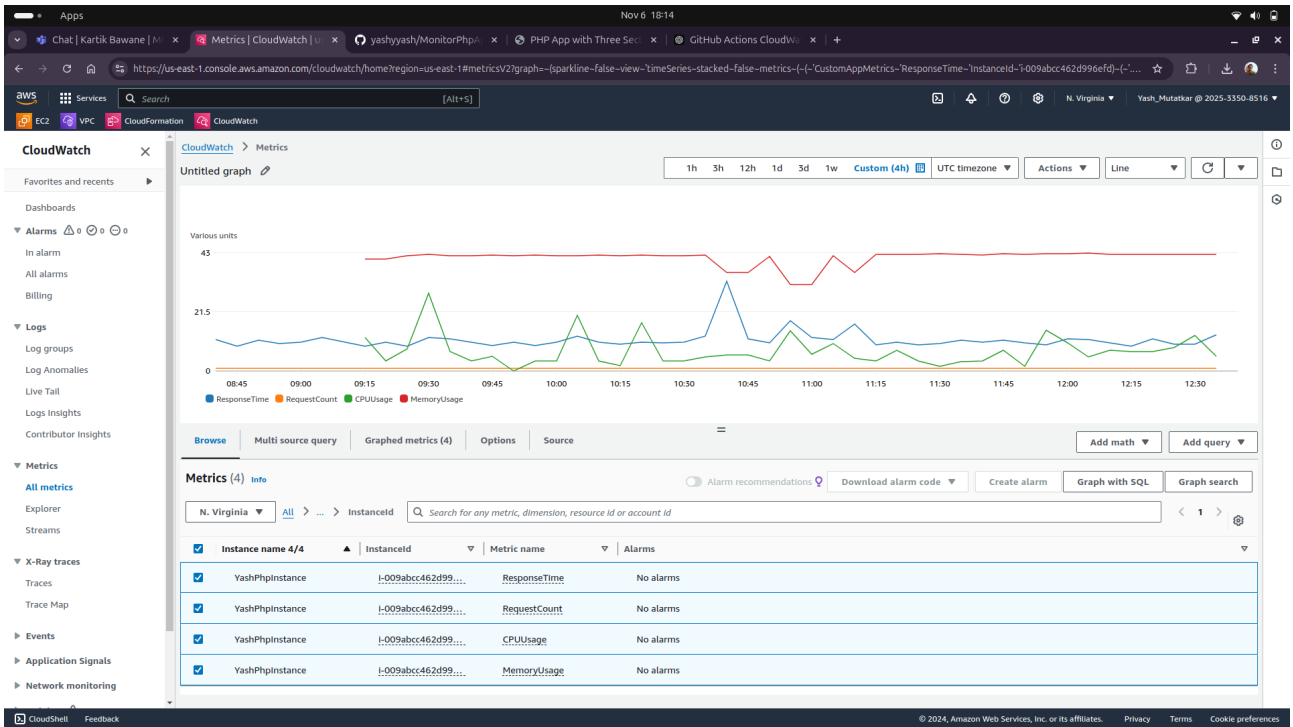 Apps
Nov 6 18:14
Chat | Kartik Bawane | Mi
Metrics | CloudWatch | us
yashyyash/MonitorPhpA
PHP App with Three Sect
GitHub Actions CloudWa
https://us-east-1.console.aws.amazon.com/cloudwatch/home?region=us-east-1#metricsV2?graph=~(sparkline~false~view~'timeSeries~stacked~false~metrics~(~(~'CustomAppMetrics~'ResponseTime~'InstanceId~'i-009abcc462d996efd)~(~'....
aws
Services
Search
[Alt+S]
N. Virginia
Yash_Mutatkar @ 2025-3350-8516
EC2
VPC
CloudFormation
CloudWatch
CloudWatch
Favorites and recents
Dashboards
Alarms 0 0 0
In alarm
All alarms
Billing
Logs
Log groups
Log Anomalies
Live Tail
Logs Insights
Contributor Insights
Metrics
All metrics
Explorer
Streams
X-Ray traces
Traces
Trace Map
Events
Application Signals
Network monitoring
CloudWatch > Metrics
Untitled graph
1h 3h 12h 1d 3d 1w Custom (4h) UTC timezone
Actions
Line
Various units
43
21.5
0
08:45 09:00 09:15 09:30 09:45 10:00 10:15 10:30 10:45 11:00 11:15 11:30 11:45 12:00 12:15 12:30
ResponseTime RequestCount CPUUsage MemoryUsage
Browse Multi source query Graphed metrics (4) Options Source
Add math
Add query
Metrics (4) Info
Alarm recommendations
Download alarm code
Create alarm
Graph with SQL
Graph search
N. Virginia
All > ... > InstanceId
Search for any metric, dimension, resource id or account id
1
Instance name 4/4 InstanceId Metric name Alarms
YashPhpInstance i-009abcc462d99... ResponseTime No alarms
YashPhpInstance i-009abcc462d99... RequestCount No alarms
YashPhpInstance i-009abcc462d99... CPUUsage No alarms
YashPhpInstance i-009abcc462d99... MemoryUsage No alarms
CloudShell Feedback
© 2024, Amazon Web Services, Inc. or its affiliates. Privacy Terms Cookie preferences